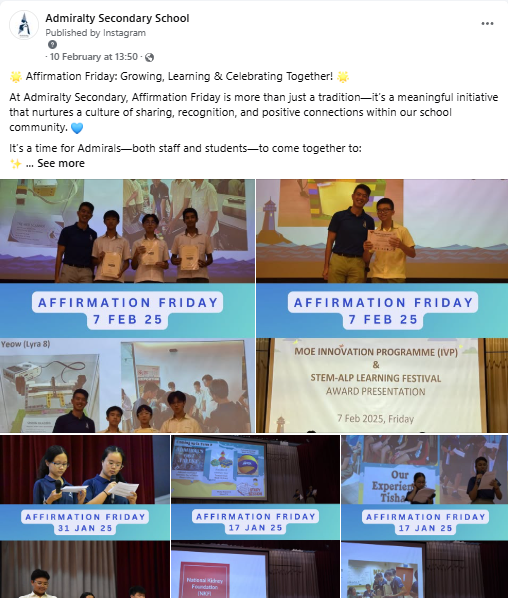 Admiralty Secondary School
Published by Instagram
· 10 February at 13:50 ·
🌟 Affirmation Friday: Growing, Learning & Celebrating Together! 🌟
At Admiralty Secondary, Affirmation Friday is more than just a tradition—it's a meaningful initiative
that nurtures a culture of sharing, recognition, and positive connections within our school
community. 💙
It's a time for Admirals—both staff and students—to come together to:
✨ ... See more
AFFIRMATION FRIDAY
7 FEB 25
AFFIRMATION FRIDAY
7 FEB 25
Yeow (Lyra 8)
MOE INNOVATION PROGRAMME (IVP)
&
STEM-ALP LEARNING FESTIVAL
AWARD PRESENTATION
7 Feb 2025, Friday
AFFIRMATION FRIDAY
31 JAN 25
AFFIRMATION FRIDAY
17 JAN 25
Our
Experien
Tisha
AFFIRMATION FRIDAY
17 JAN 25
National Kidney
Foundation
(NKF)